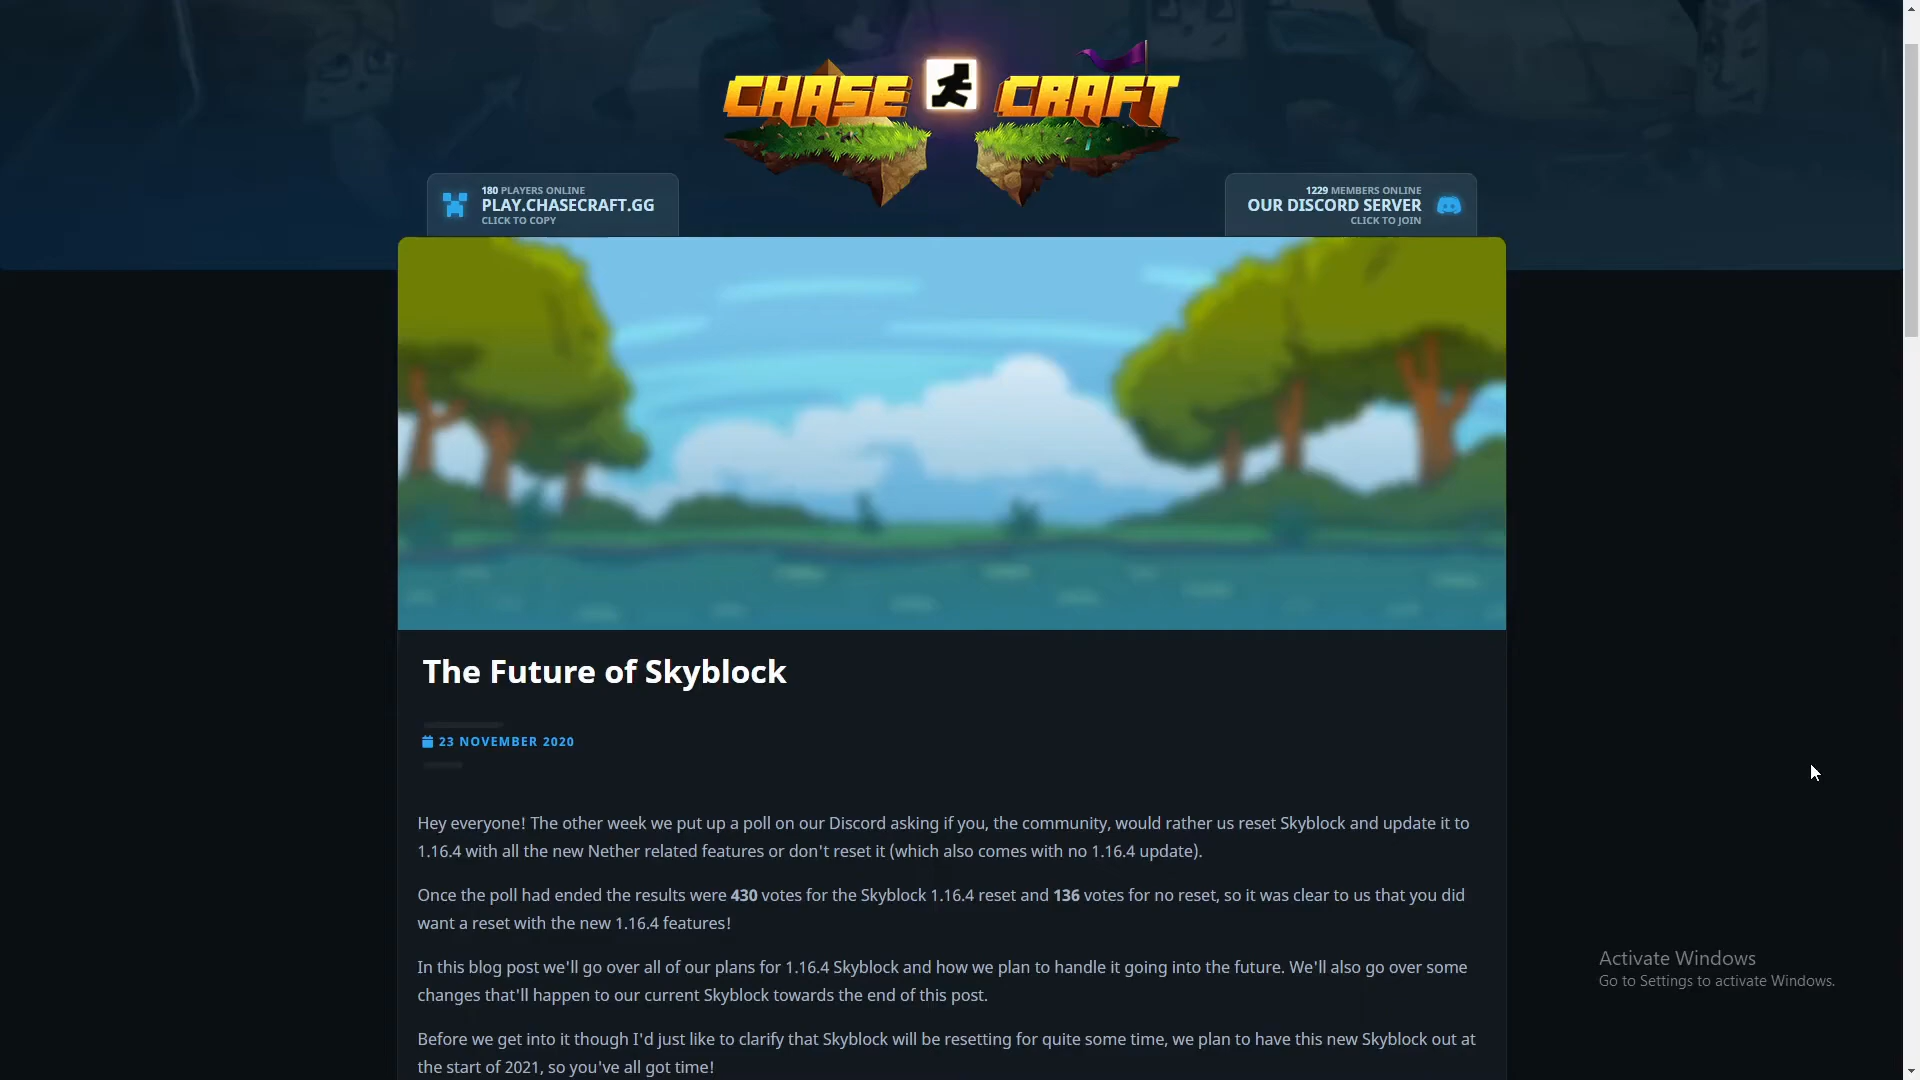 CHASE CRAFT
180 PLAYERS ONLINE
PLAY.CHASECRAFT.GG
CLICK TO COPY
1229 MEMBERS ONLINE
OUR DISCORD SERVER
CLICK TO JOIN
The Future of Skyblock
23 NOVEMBER 2020
Hey everyone! The other week we put up a poll on our Discord asking if you, the community, would rather us reset Skyblock and update it to
1.16.4 with all the new Nether related features or don't reset it (which also comes with no 1.16.4 update).
Once the poll had ended the results were 430 votes for the Skyblock 1.16.4 reset and 136 votes for no reset, so it was clear to us that you did
want a reset with the new 1.16.4 features!
In this blog post we'll go over all of our plans for 1.16.4 Skyblock and how we plan to handle it going into the future. We'll also go over some
changes that'll happen to our current Skyblock towards the end of this post.
Before we get into it though I'd just like to clarify that Skyblock will be resetting for quite some time, we plan to have this new Skyblock out at
the start of 2021, so you've all got time!
Activate Windows
Go to Settings to activate Windows.